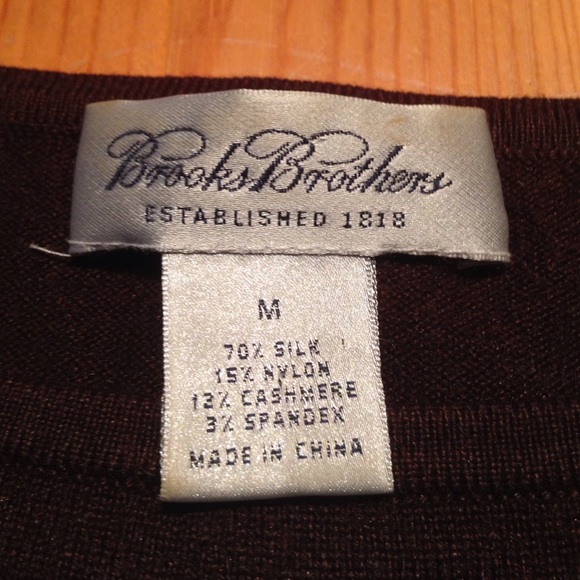 Brooks Brothers
ESTABLISHED 1818
M
70% SILK
15% NYLON
12% CASHMERE
3% SPANDEX
MADE IN CHINA